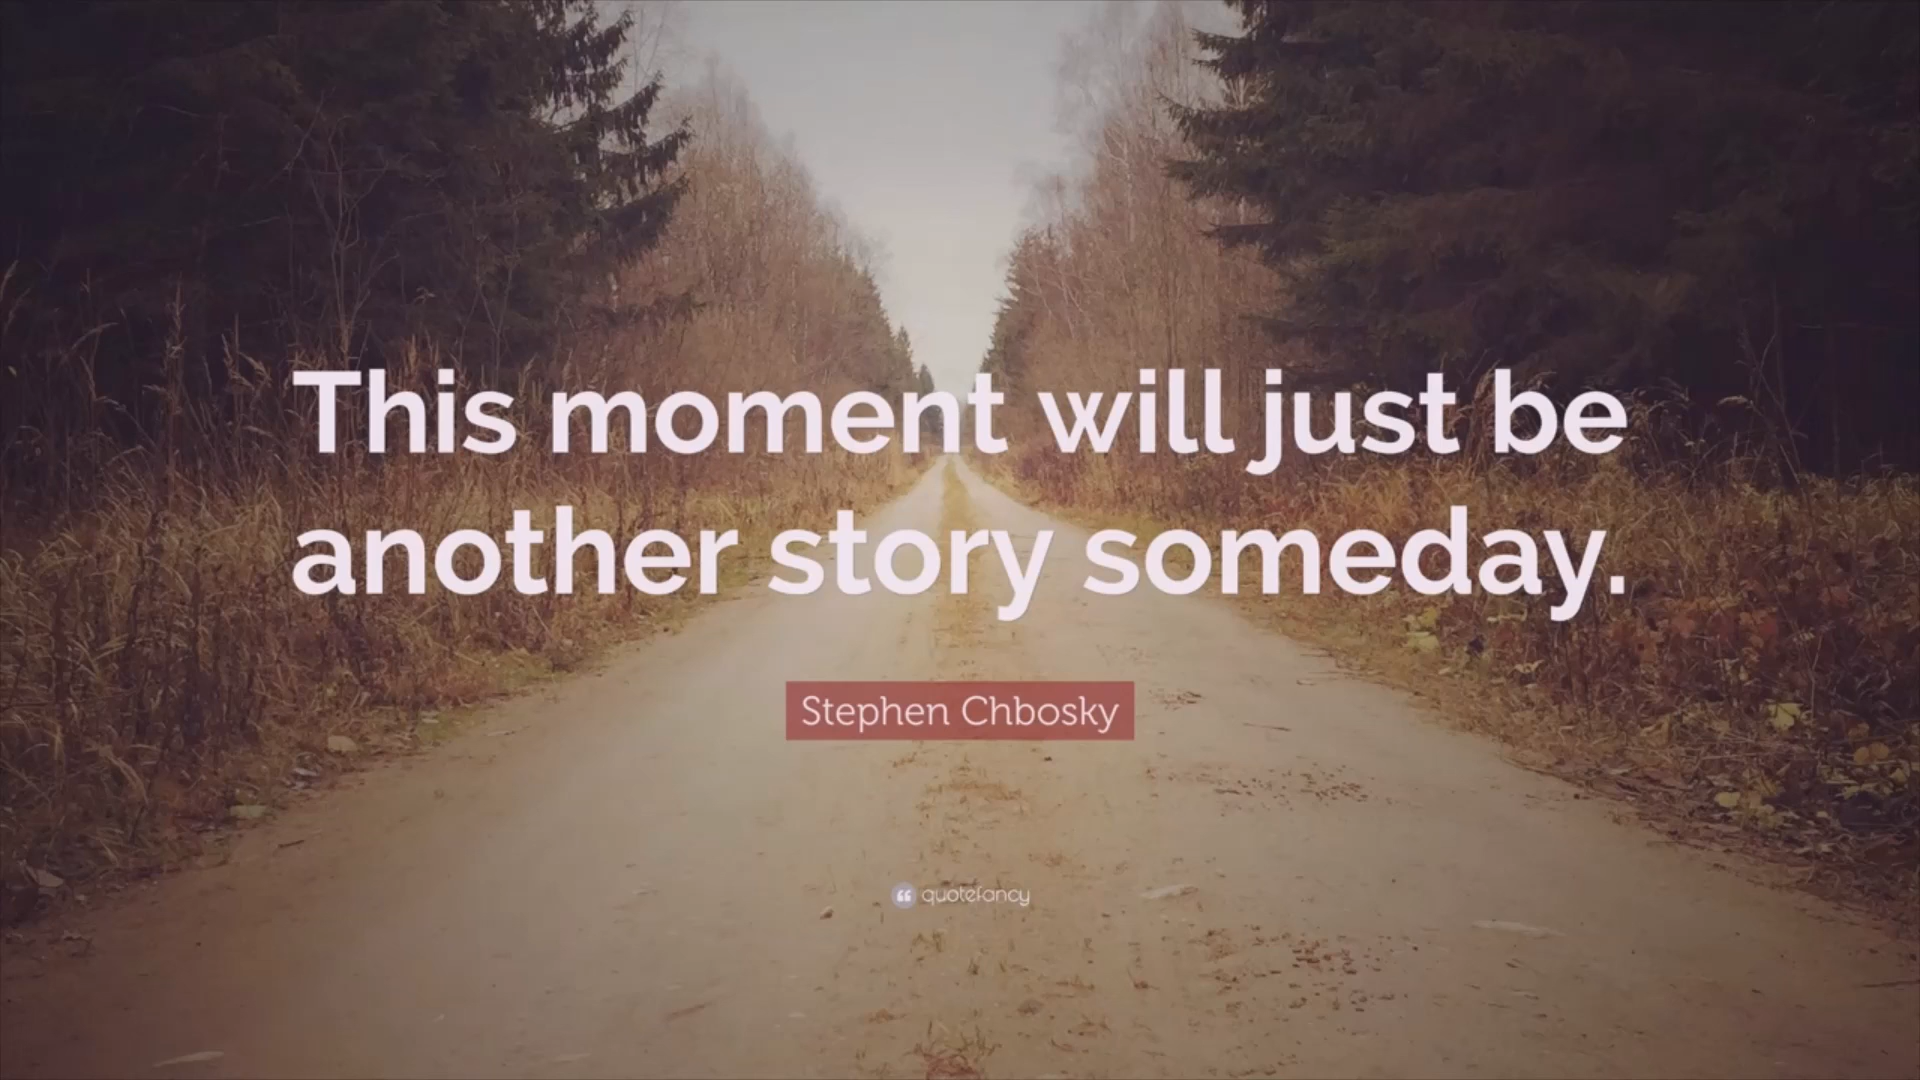 This moment will just be
another story someday.
Stephen Chbosky
quotefancy